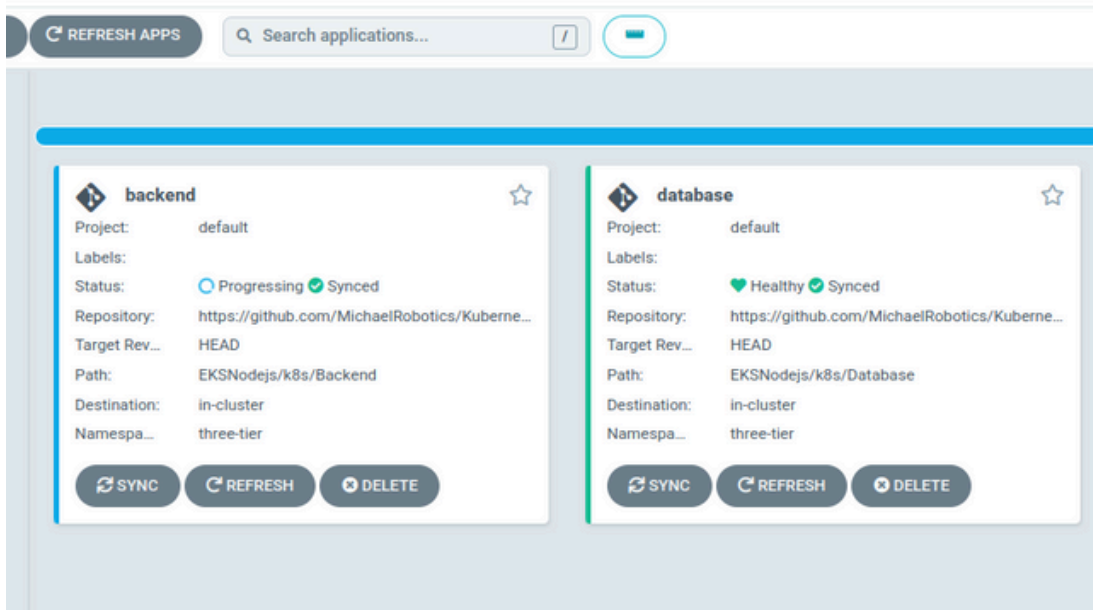 REFRESH APPS
Search applications...
/
backend
Project: default
Labels:
Status: Progressing Synced
Repository: https://github.com/MichaelRobotics/Kuberne...
Target Rev... HEAD
Path: EKSNodejs/k8s/Backend
Destination: in-cluster
Namespa... three-tier
SYNC REFRESH DELETE
database
Project: default
Labels:
Status: Healthy Synced
Repository: https://github.com/MichaelRobotics/Kuberne...
Target Rev... HEAD
Path: EKSNodejs/k8s/Database
Destination: in-cluster
Namespa... three-tier
SYNC REFRESH DELETE